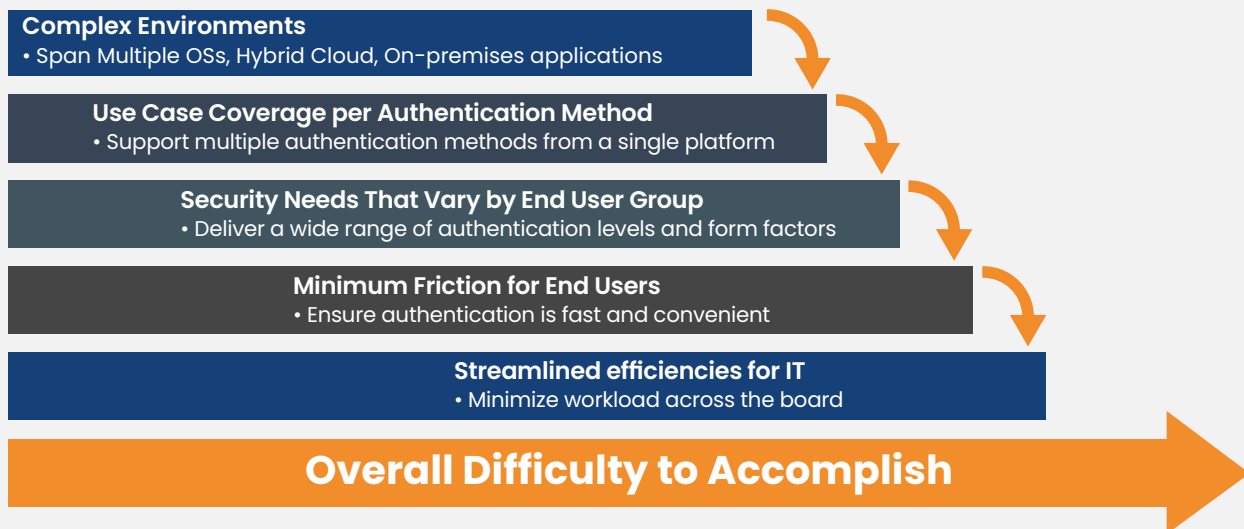 Complex Environments
• Span Multiple OSs, Hybrid Cloud, On-premises applications
Use Case Coverage per Authentication Method
• Support multiple authentication methods from a single platform
Security Needs That Vary by End User Group
• Deliver a wide range of authentication levels and form factors
Minimum Friction for End Users
• Ensure authentication is fast and convenient
Streamlined efficiencies for IT
• Minimize workload across the board
Overall Difficulty to Accomplish